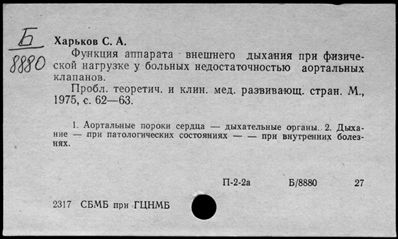 Б
8880
Харьков С. А.
Функция аппарата внешнего дыхания при физиче-
ской нагрузке у больных недостаточностью аортальных
клапанов.
Пробл. теоретич. и клин. мед. развивающ. стран. М.,
1975, с. 62—63.
1. Аортальные пороки сердца — дыхательные органы. 2. Дыха-
ние — при патологических состояниях — — при внутренних болез-
нях.
П-2-2а Б/8880 27
2317 СБМБ при ГЦНМБ